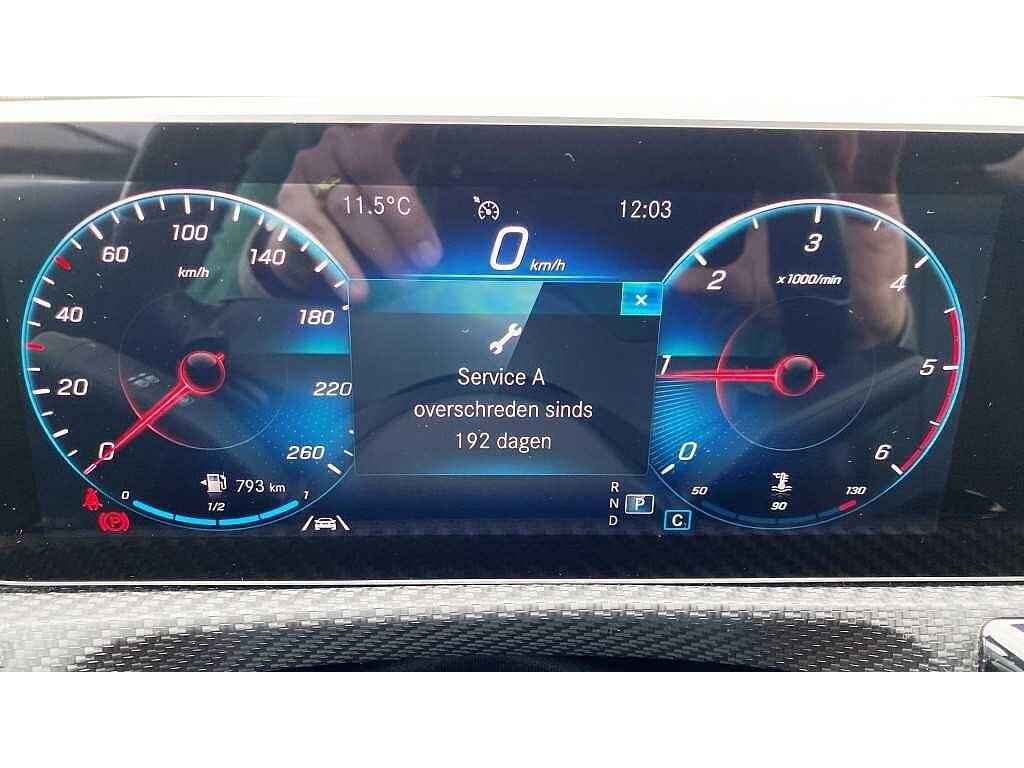 11.5°C
12:03
0 km/h
×
Service A
overschreden sinds
192 dagen
0
20
40
60
100
140
180
220
260
km/h
0
1
2
3
4
5
6
x1000/min
793 km
0
1/2
1
R
N
D
P
C
50
90
130
(P)